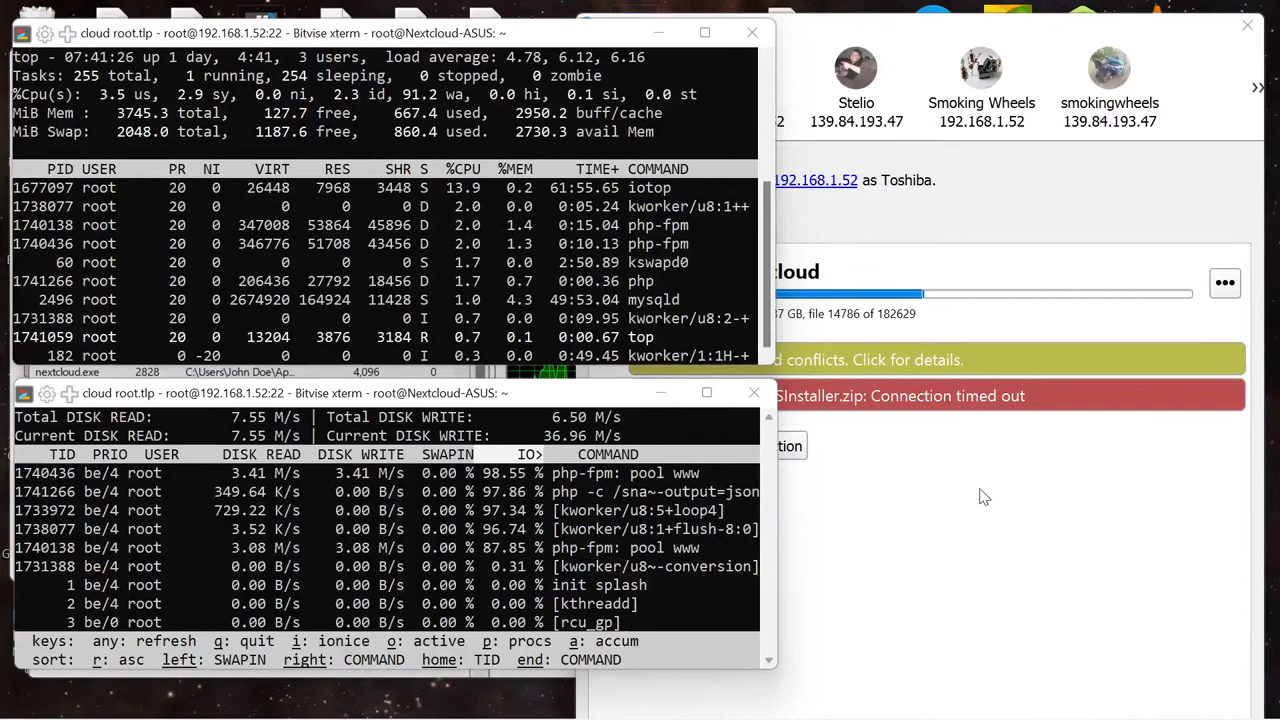 cloud root.tlp - root@192.168.1.52:22 - Bitvise xterm - root@Nextcloud-ASUS: ~
top - 07:41:26 up 1 day,  4:41,  3 users,  load average: 4.78, 6.12, 6.16
Tasks: 255 total,   1 running, 254 sleeping,   0 stopped,   0 zombie
%Cpu(s):  3.5 us,  2.9 sy,  0.0 ni,  2.3 id, 91.2 wa,  0.0 hi,  0.1 si,  0.0 st
MiB Mem :   3745.3 total,    127.7 free,    667.4 used,   2950.2 buff/cache
MiB Swap:   2048.0 total,   1187.6 free,    860.4 used.   2730.3 avail Mem
PID USER      PR  NI    VIRT    RES    SHR S  %CPU  %MEM     TIME+ COMMAND
1677097 root      20   0   26448   7968   3448 S  13.9   0.2  61:55.65 iotop
1738077 root      20   0       0      0      0 D   2.0   0.0   0:05.24 kworker/u8:1++
1740138 root      20   0  347008  53864  45896 D   2.0   1.4   0:15.04 php-fpm
1740436 root      20   0  346776  51708  43456 D   2.0   1.3   0:10.13 php-fpm
60 root      20   0       0      0      0 S   1.7   0.0   2:50.89 kswapd0
1741266 root      20   0  206436  27792  18456 D   1.7   0.7   0:00.36 php
2496 root      20   0 2674920 164924  11428 S   1.0   4.3  49:53.04 mysqld
1731388 root      20   0       0      0      0 I   0.7   0.0   0:09.95 kworker/u8:2-+
1741059 root      20   0   13204   3876   3184 R   0.7   0.1   0:00.67 top
182 root       0 -20       0      0      0 I   0.3   0.0   0:49.45 kworker/1:1H-+
nextcloud.exe 2828 C:\Users\John Doe\Ap... 4,096
cloud root.tlp - root@192.168.1.52:22 - Bitvise xterm - root@Nextcloud-ASUS: ~
Total DISK READ:         7.55 M/s | Total DISK WRITE:         6.50 M/s
Current DISK READ:       7.55 M/s | Current DISK WRITE:      36.96 M/s
TID  PRIO  USER     DISK READ  DISK WRITE  SWAPIN     IO>    COMMAND
1740436 be/4 root        3.41 M/s    3.41 M/s  0.00 % 98.55 % php-fpm: pool www
1741266 be/4 root      349.64 K/s    0.00 B/s  0.00 % 97.86 % php -c /sna~-output=json
1733972 be/4 root      729.22 K/s    0.00 B/s  0.00 % 97.34 % [kworker/u8:5+loop4]
1738077 be/4 root        3.52 K/s    0.00 B/s  0.00 % 96.74 % [kworker/u8:1+flush-8:0]
1740138 be/4 root        3.08 M/s    3.08 M/s  0.00 % 87.85 % php-fpm: pool www
1731388 be/4 root        0.00 B/s    0.00 B/s  0.00 %  0.31 % [kworker/u8~-conversion]
1 be/4 root        0.00 B/s    0.00 B/s  0.00 %  0.00 % init splash
2 be/4 root        0.00 B/s    0.00 B/s  0.00 %  0.00 % [kthreadd]
3 be/0 root        0.00 B/s    0.00 B/s  0.00 %  0.00 % [rcu_gp]
keys:  any: refresh  q: quit  i: ionice  o: active  p: procs  a: accum
sort:  r: asc  left: SWAPIN  right: COMMAND  home: TID  end: COMMAND
Stelio
139.84.193.47
Smoking Wheels
192.168.1.52
smokingwheels
139.84.193.47
192.168.1.52 as Toshiba.
cloud
37 GB, file 14786 of 182629
d conflicts. Click for details.
SInstaller.zip: Connection timed out